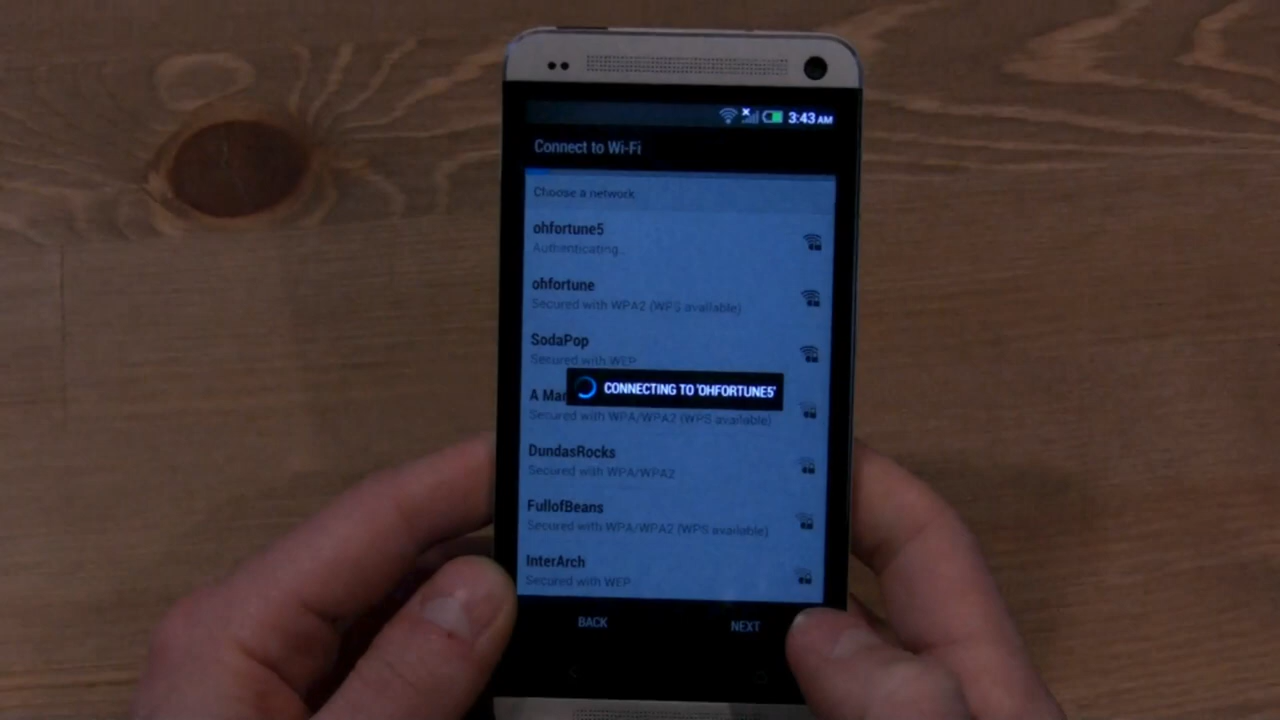 3:43 AM
Connect to Wi-Fi
Choose a network
ohfortune5
Authenticating...
ohfortune
Secured with WPA2 (WPS available)
SodaPop
Secured with WEP
CONNECTING TO 'OHFORTUNE5'
A Mar
Secured with WPA/WPA2 (WPS available)
DundasRocks
Secured with WPA/WPA2
FullofBeans
Secured with WPA/WPA2 (WPS available)
InterArch
Secured with WEP
BACK
NEXT